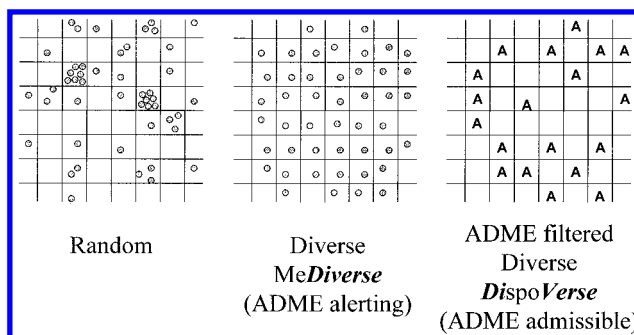 A
A A A A
A A
A A A
A
A A A
A A A
A A
Random
Diverse
MeDiverse
(ADME alerting)
ADME filtered
Diverse
DispoVerse
(ADME admissible)